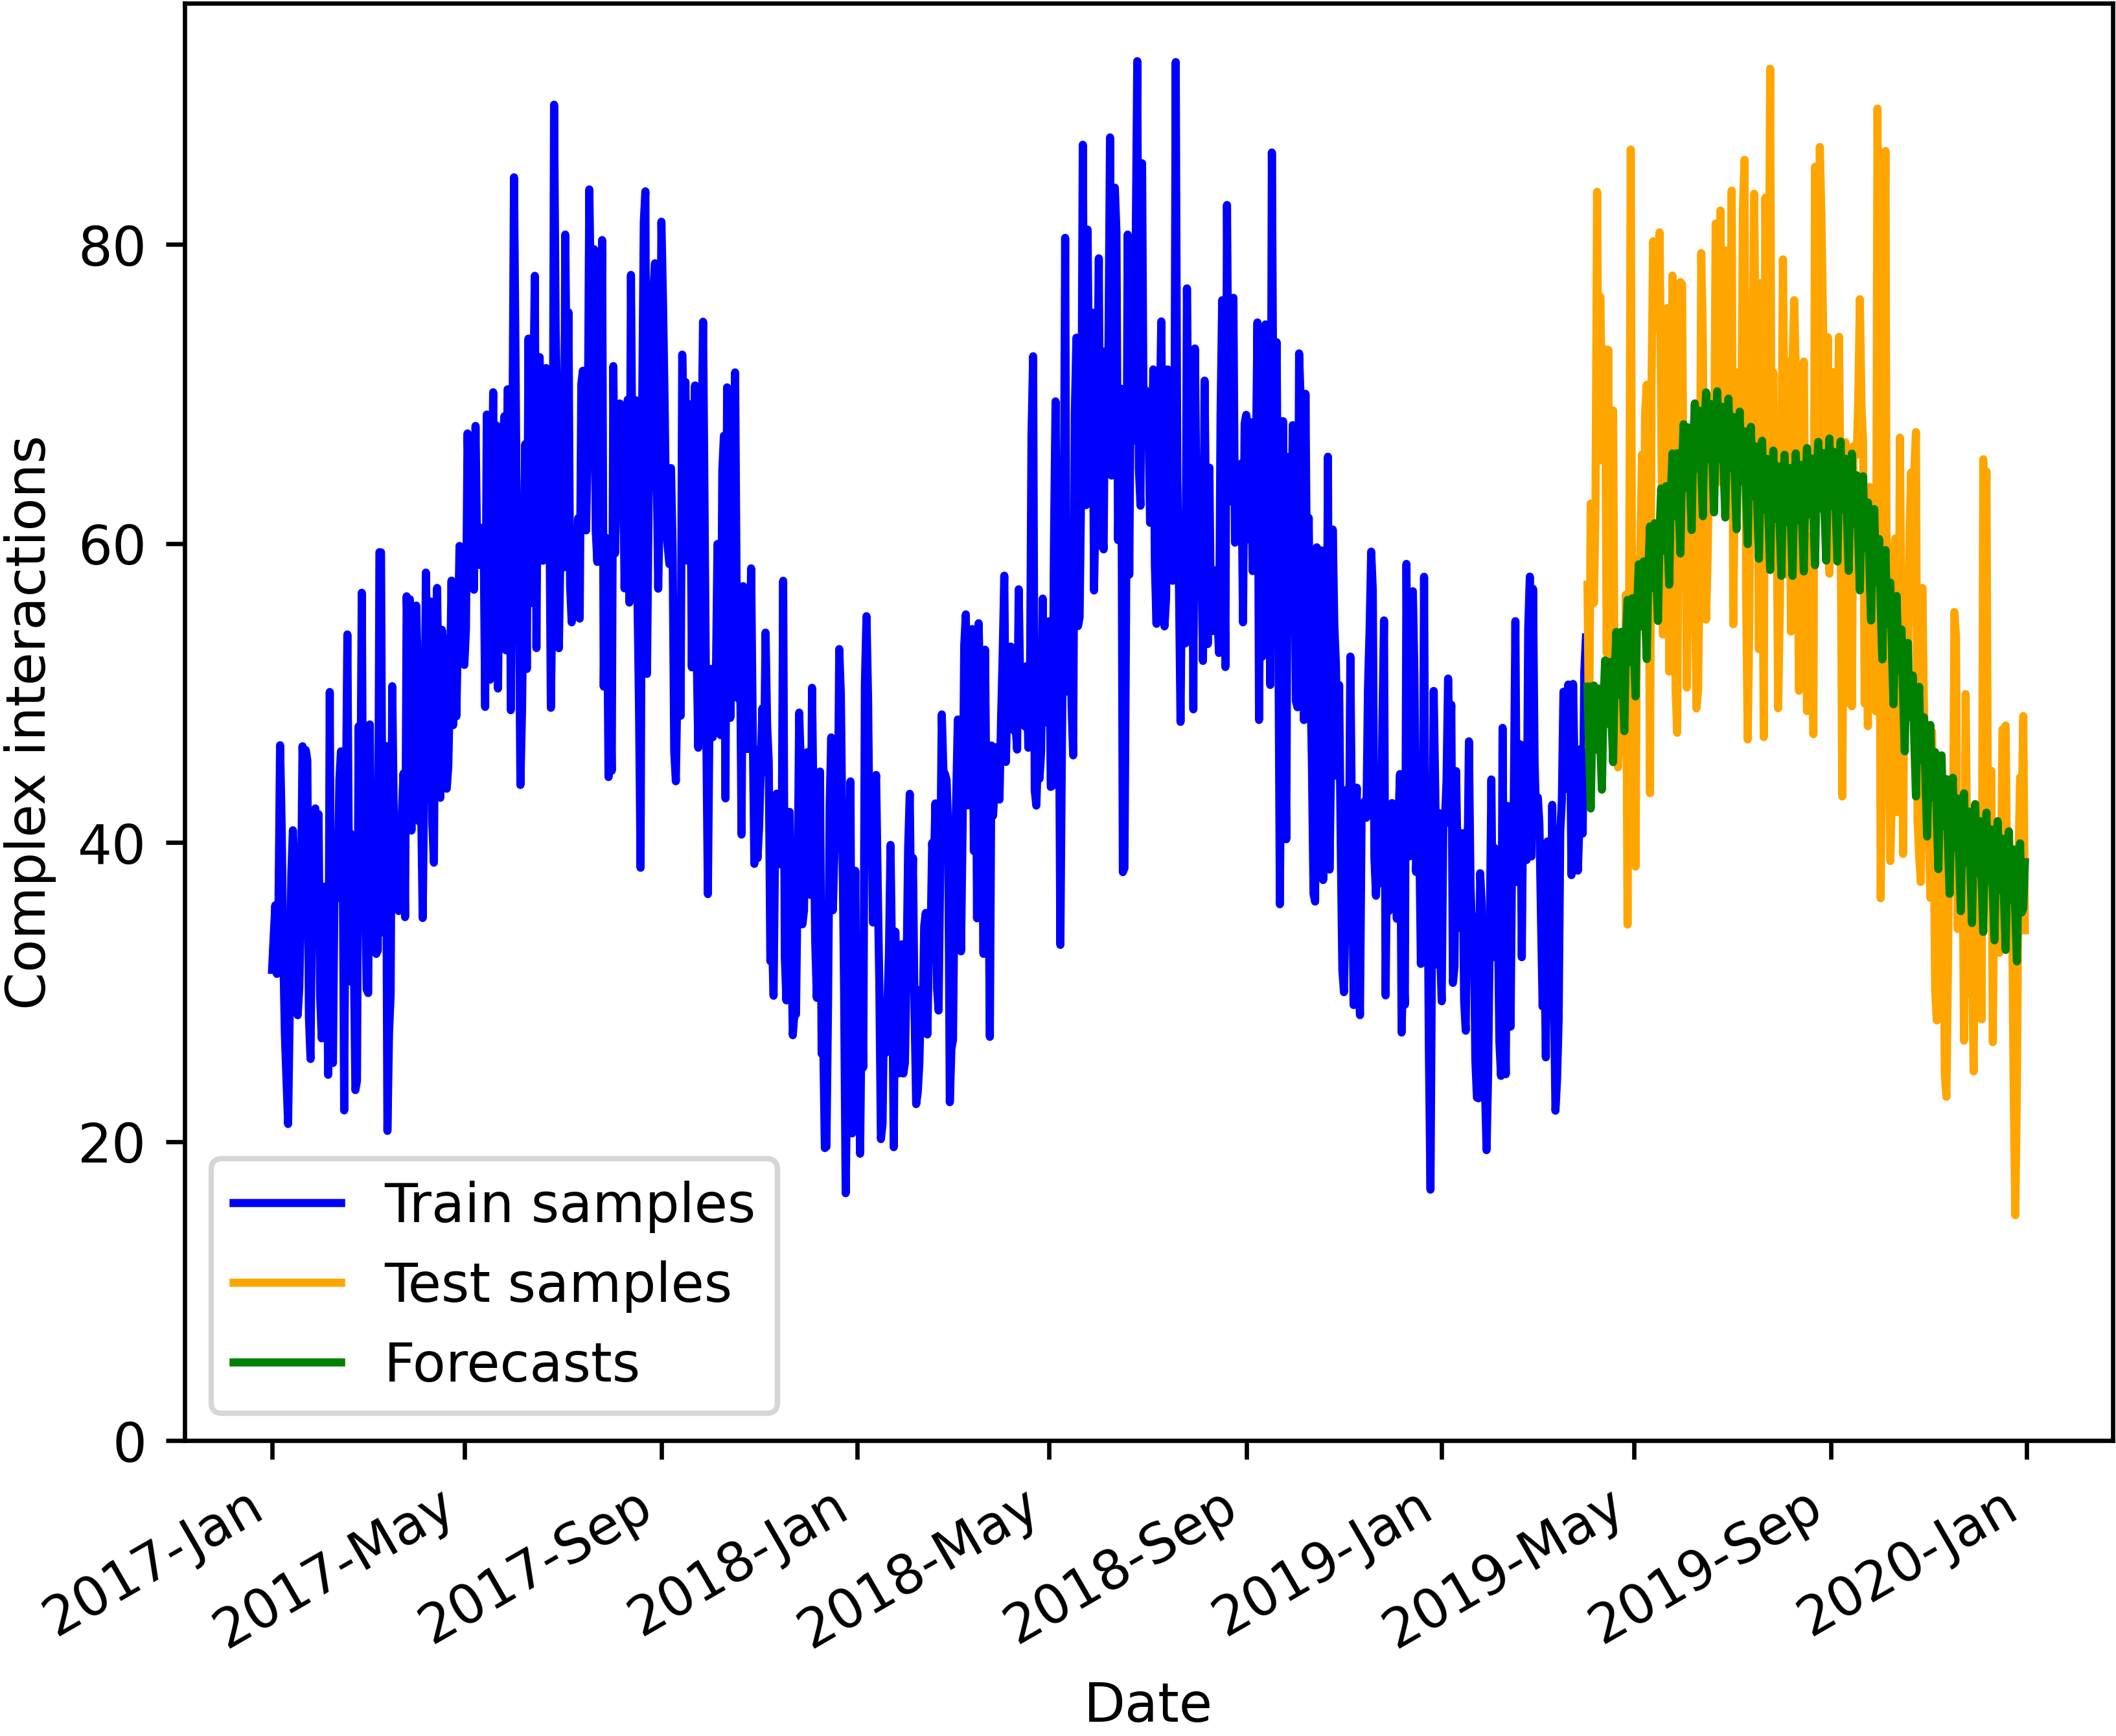 Complex interactions
80
60
40
20
0
Train samples
Test samples
Forecasts
2017-Jan
2017-May
2017-Sep
2018-Jan
2018-May
2018-Sep
2019-Jan
2019-May
2019-Sep
2020-Jan
Date